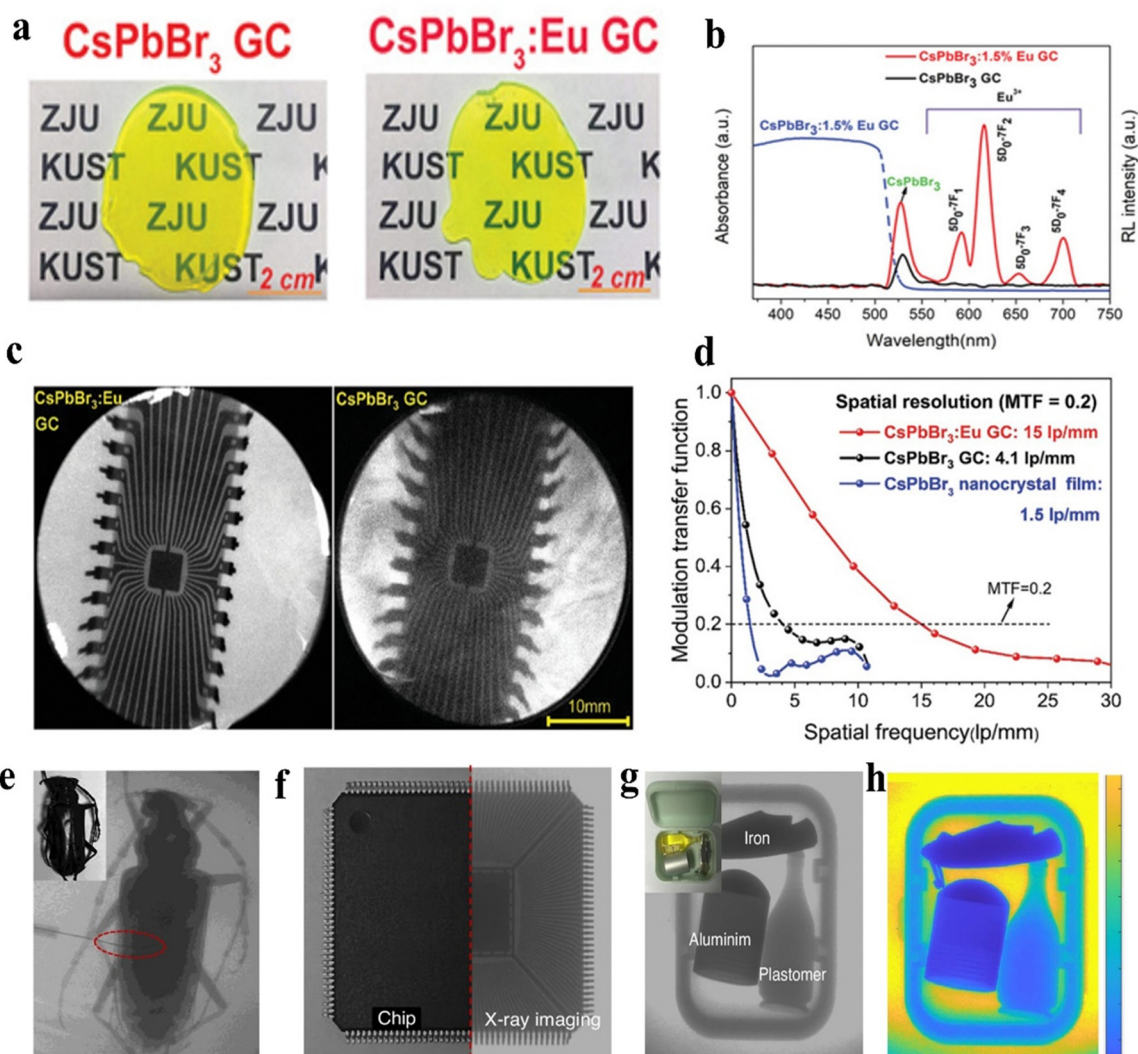 a
CsPbBr3 GC
CsPbBr3:Eu GC
ZJU ZJU ZJU
KUST KUST K
ZJU ZJU ZJU
KUST KUST K
2 cm
ZJU ZJU ZJU
KUST KUST K
ZJU ZJU ZJU
KUST KUST K
2 cm
b
CsPbBr3:1.5% Eu GC
CsPbBr3 GC
Eu3+
CsPbBr3:1.5% Eu GC
CsPbBr3
5D0-7F1
5D0-7F2
5D0-7F3
5D0-7F4
Absorbance (a.u.)
RL intensity (a.u.)
400 450 500 550 600 650 700 750
Wavelength(nm)
c
CsPbBr3:Eu
GC
CsPbBr3 GC
10mm
d
Modulation transfer function
1.0
0.8
0.6
0.4
0.2
0.0
Spatial resolution (MTF = 0.2)
CsPbBr3:Eu GC: 15 lp/mm
CsPbBr3 GC: 4.1 lp/mm
CsPbBr3 nanocrystal film:
1.5 lp/mm
MTF=0.2
0 5 10 15 20 25 30
Spatial frequency(lp/mm)
e
f
Chip
X-ray imaging
g
Iron
Aluminim
Plastomer
h